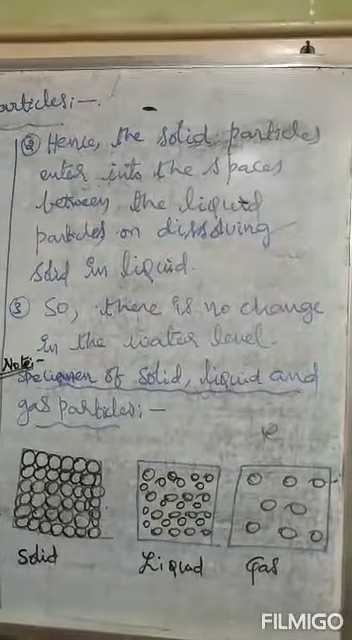 articles:-
② Hence, the solid particles
enter into the spaces
between the liquid
particles on dissolving
solid in liquid.
③ So, there is no change
in the water level.
Note:-
specimen of solid, liquid and
gas particles:-
Solid
Liquid
Gas
FILMIGO